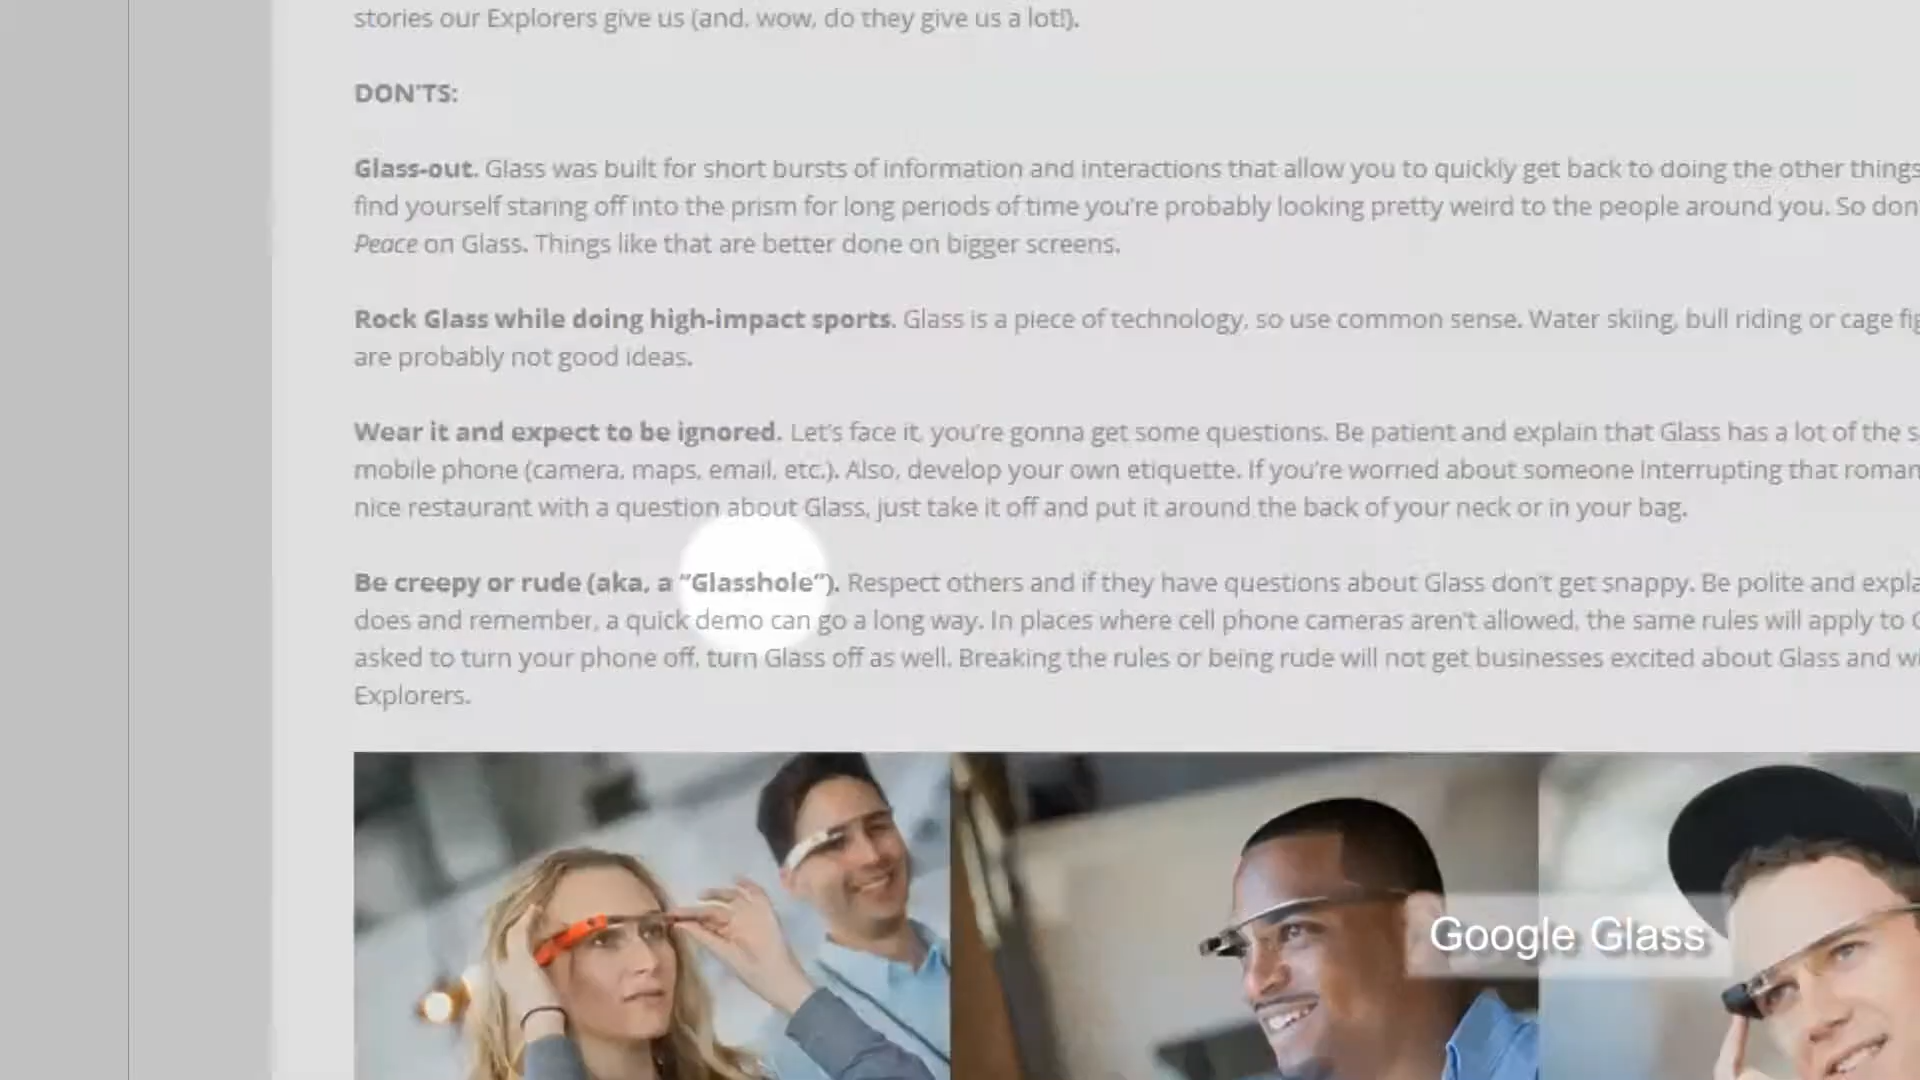 stories our Explorers give us (and, wow, do they give us a lot!).
DON'TS:
Glass-out. Glass was built for short bursts of information and interactions that allow you to quickly get back to doing the other things
find yourself staring off into the prism for long periods of time you're probably looking pretty weird to the people around you. So don'
Peace on Glass. Things like that are better done on bigger screens.
Rock Glass while doing high-impact sports. Glass is a piece of technology, so use common sense. Water skiing, bull riding or cage fig
are probably not good ideas.
Wear it and expect to be ignored. Let's face it, you're gonna get some questions. Be patient and explain that Glass has a lot of the s
mobile phone (camera, maps, email, etc.). Also, develop your own etiquette. If you're worried about someone interrupting that roman
nice restaurant with a question about Glass, just take it off and put it around the back of your neck or in your bag.
Be creepy or rude (aka, a "Glasshole"). Respect others and if they have questions about Glass don't get snappy. Be polite and expla
does and remember, a quick demo can go a long way. In places where cell phone cameras aren't allowed, the same rules will apply to G
asked to turn your phone off, turn Glass off as well. Breaking the rules or being rude will not get businesses excited about Glass and wi
Explorers.
Google Glass